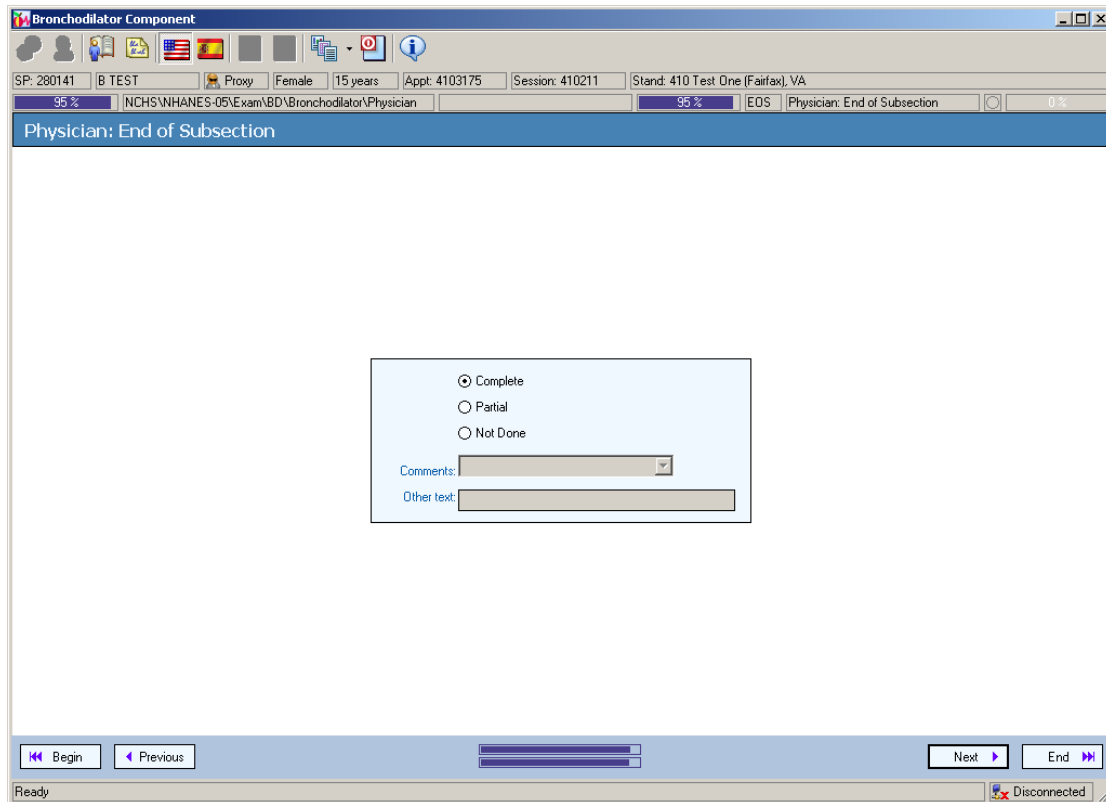 Bronchodilator Component
SP: 280141 B TEST Proxy Female 15 years Appt: 4103175 Session: 410211 Stand: 410 Test One (Fairfax), VA
95 % NCHS\NHANES-05\Exam\BD\Bronchodilator\Physician 95 % EOS Physician: End of Subsection 0 %
Physician: End of Subsection
Complete
Partial
Not Done
Comments:
Other text:
Begin Previous Next End
Ready Disconnected